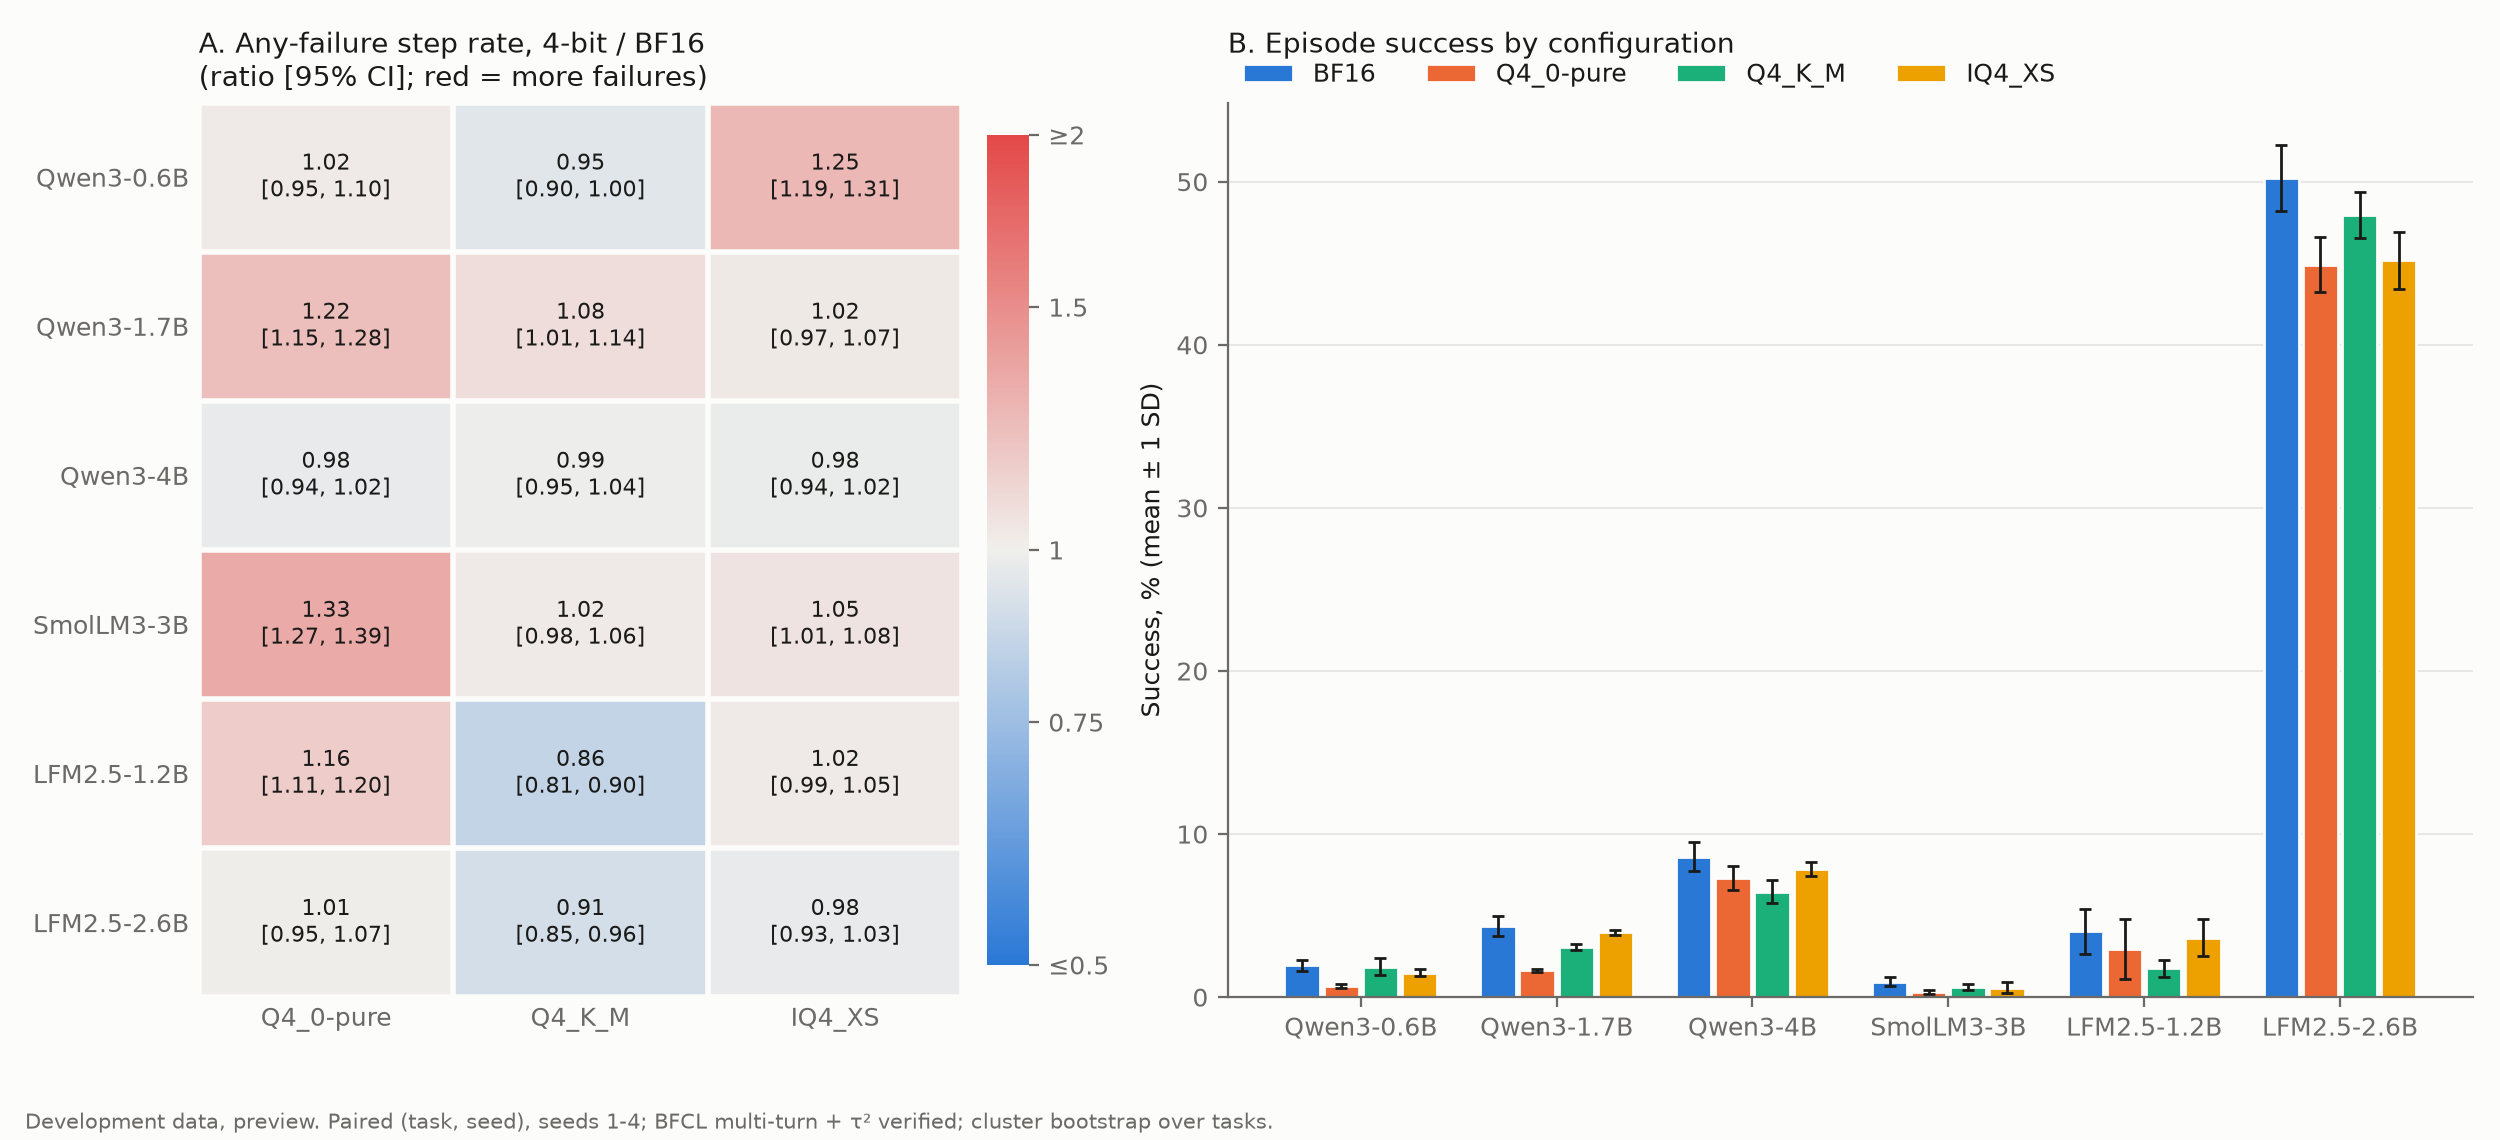 A. Any-failure step rate, 4-bit / BF16
(ratio [95% CI]; red = more failures)
Qwen3-0.6B
1.02
[0.95, 1.10]
0.95
[0.90, 1.00]
1.25
[1.19, 1.31]
Qwen3-1.7B
1.22
[1.15, 1.28]
1.08
[1.01, 1.14]
1.02
[0.97, 1.07]
Qwen3-4B
0.98
[0.94, 1.02]
0.99
[0.95, 1.04]
0.98
[0.94, 1.02]
SmolLM3-3B
1.33
[1.27, 1.39]
1.02
[0.98, 1.06]
1.05
[1.01, 1.08]
LFM2.5-1.2B
1.16
[1.11, 1.20]
0.86
[0.81, 0.90]
1.02
[0.99, 1.05]
LFM2.5-2.6B
1.01
[0.95, 1.07]
0.91
[0.85, 0.96]
0.98
[0.93, 1.03]
Q4_0-pure
Q4_K_M
IQ4_XS
≥2
1.5
1
0.75
≤0.5
B. Episode success by configuration
BF16
Q4_0-pure
Q4_K_M
IQ4_XS
Success, % (mean ± 1 SD)
50
40
30
20
10
0
Qwen3-0.6B
Qwen3-1.7B
Qwen3-4B
SmolLM3-3B
LFM2.5-1.2B
LFM2.5-2.6B
Development data, preview. Paired (task, seed), seeds 1-4; BFCL multi-turn + τ² verified; cluster bootstrap over tasks.